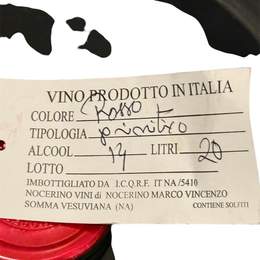 VINO PRODOTTO IN ITALIA
COLORE Rosso
TIPOLOGIA primitivo
ALCOOL 14 LITRI 20
LOTTO
IMBOTTIGLIATO DA I.C.Q.R.F. IT NA/5410
NOCERINO VINI di NOCERINO MARCO VINCENZO
SOMMA VESUVIANA (NA) CONTIENE SOLFITI